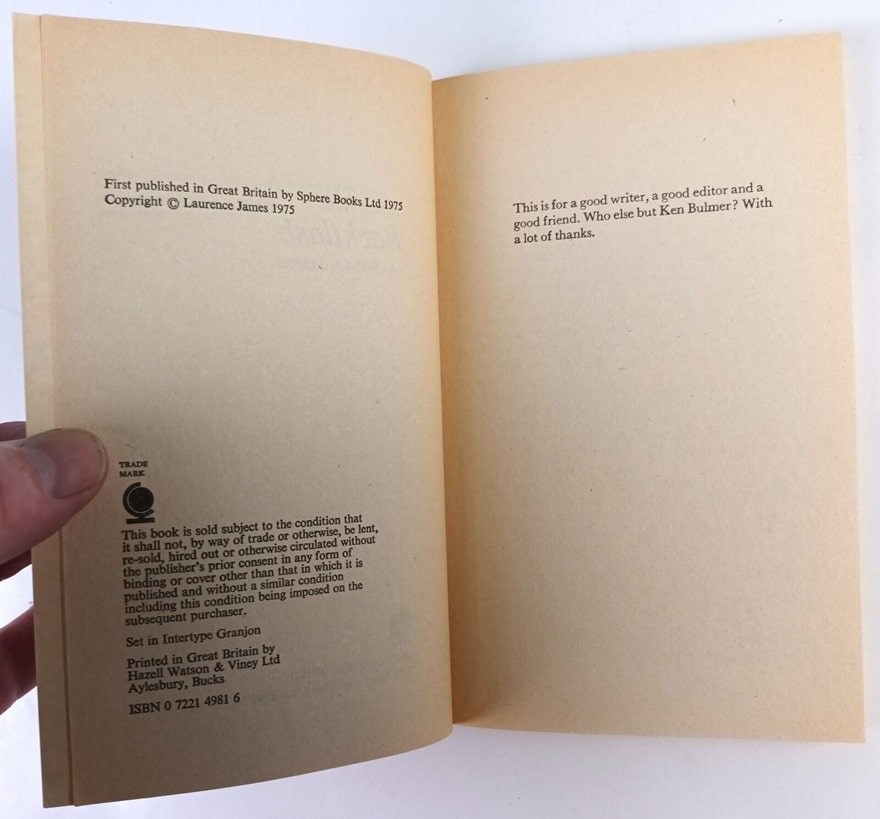 First published in Great Britain by Sphere Books Ltd 1975
Copyright © Laurence James 1975
TRADE
MARK
This book is sold subject to the condition that
it shall not, by way of trade or otherwise, be lent,
re-sold, hired out or otherwise circulated without
the publisher's prior consent in any form of
binding or cover other than that in which it is
published and without a similar condition
including this condition being imposed on the
subsequent purchaser.
Set in Intertype Granjon
Printed in Great Britain by
Hazell Watson & Viney Ltd
Aylesbury, Bucks
ISBN 0 7221 4981 6
This is for a good writer, a good editor and a
good friend. Who else but Ken Bulmer? With
a lot of thanks.